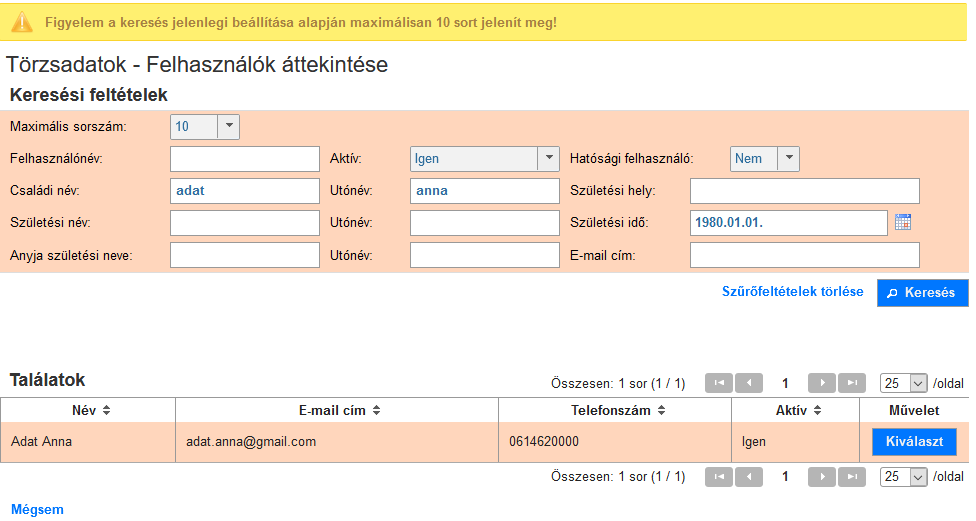 Figyelem a keresés jelenlegi beállítása alapján maximálisan 10 sort jelenít meg!
Törzsadatok - Felhasználók áttekintése
Keresési feltételek
Maximális sorszám: 10
Felhasználónév: Aktív: Igen Hatósági felhasználó: Nem
Családi név: adat Utónév: anna Születési hely:
Születési név: Utónév: Születési idő: 1980.01.01.
Anyja születési neve: Utónév: E-mail cím:
Szűrőfeltételek törlése Keresés
Találatok Összesen: 1 sor (1 / 1) 1 25 /oldal
Név E-mail cím Telefonszám Aktív Művelet
Adat Anna adat.anna@gmail.com 0614620000 Igen Kiválaszt
Összesen: 1 sor (1 / 1) 1 25 /oldal
Mégsem